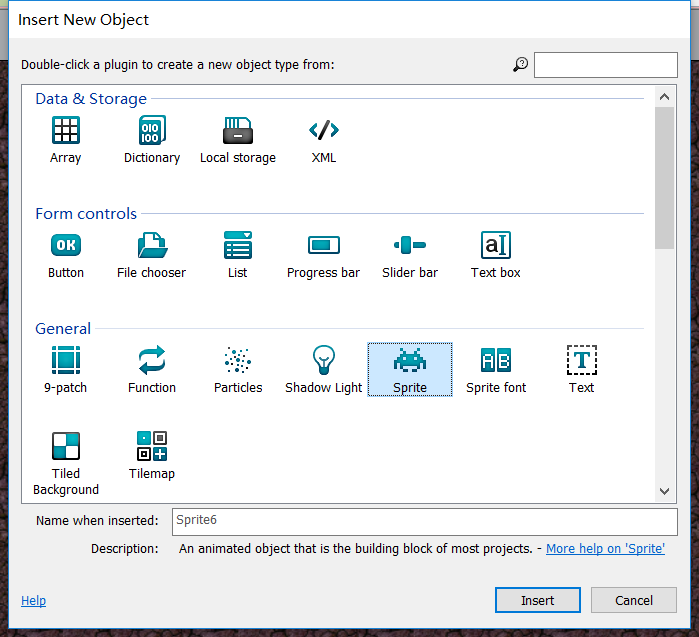 Insert New Object
Double-click a plugin to create a new object type from:
Data & Storage
Array Dictionary Local storage XML
Form controls
Button File chooser List Progress bar Slider bar Text box
General
9-patch Function Particles Shadow Light Sprite Sprite font Text
Tiled Background Tilemap
Name when inserted: Sprite6
Description: An animated object that is the building block of most projects. - More help on 'Sprite'
Help Insert Cancel